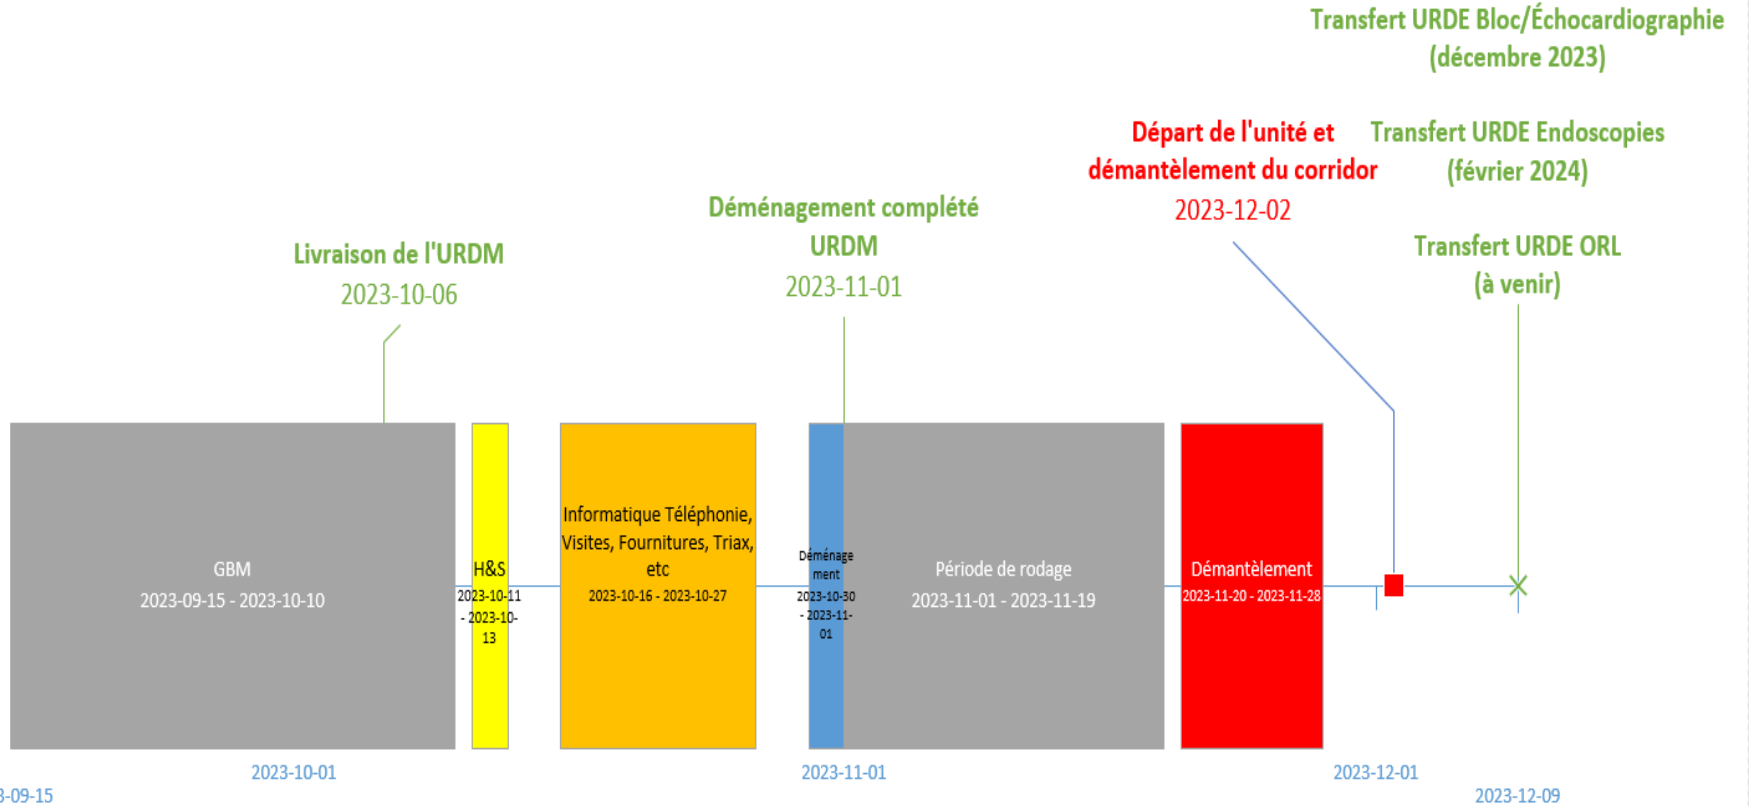 Transfert URDE Bloc/Échocardiographie
(décembre 2023)
Départ de l'unité et
démantèlement du corridor
2023-12-02
Transfert URDE Endoscopies
(février 2024)
Déménagement complété
URDM
2023-11-01
Livraison de l'URDM
2023-10-06
Transfert URDE ORL
(à venir)
GBM
2023-09-15 - 2023-10-10
H&S
2023-10-11
- 2023-10-
13
Informatique Téléphonie,
Visites, Fournitures, Triax,
etc
2023-10-16 - 2023-10-27
Déménage
ment
2023-10-30
- 2023-11-
01
Période de rodage
2023-11-01 - 2023-11-19
Démantèlement
2023-11-20 - 2023-11-28
2023-10-01
2023-11-01
2023-12-01
3-09-15
2023-12-09